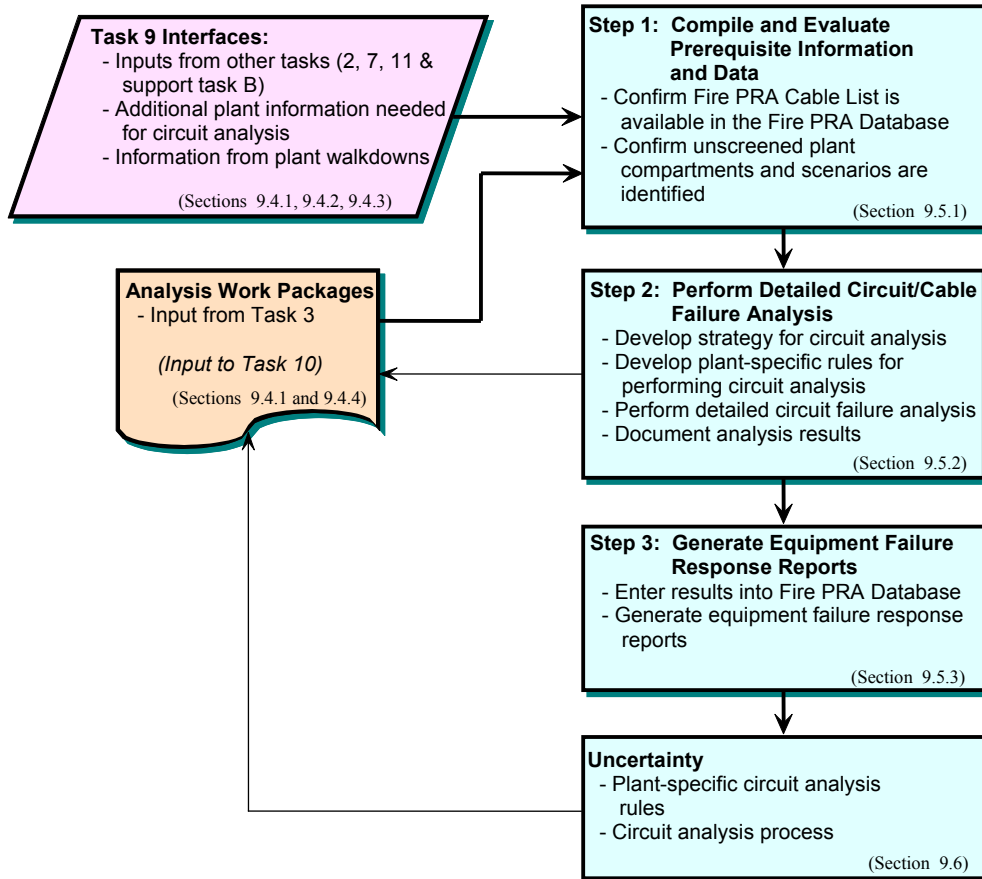 Task 9 Interfaces:
- Inputs from other tasks (2, 7, 11 &
support task B)
- Additional plant information needed
for circuit analysis
- Information from plant walkdowns
(Sections 9.4.1, 9.4.2, 9.4.3)
Step 1: Compile and Evaluate
Prerequisite Information
and Data
- Confirm Fire PRA Cable List is
available in the Fire PRA Database
- Confirm unscreened plant
compartments and scenarios are
identified
(Section 9.5.1)
Analysis Work Packages
- Input from Task 3
(Input to Task 10)
(Sections 9.4.1 and 9.4.4)
Step 2: Perform Detailed Circuit/Cable
Failure Analysis
- Develop strategy for circuit analysis
- Develop plant-specific rules for
performing circuit analysis
- Perform detailed circuit failure analysis
- Document analysis results
(Section 9.5.2)
Step 3: Generate Equipment Failure
Response Reports
- Enter results into Fire PRA Database
- Generate equipment failure response
reports
(Section 9.5.3)
Uncertainty
- Plant-specific circuit analysis
rules
- Circuit analysis process
(Section 9.6)